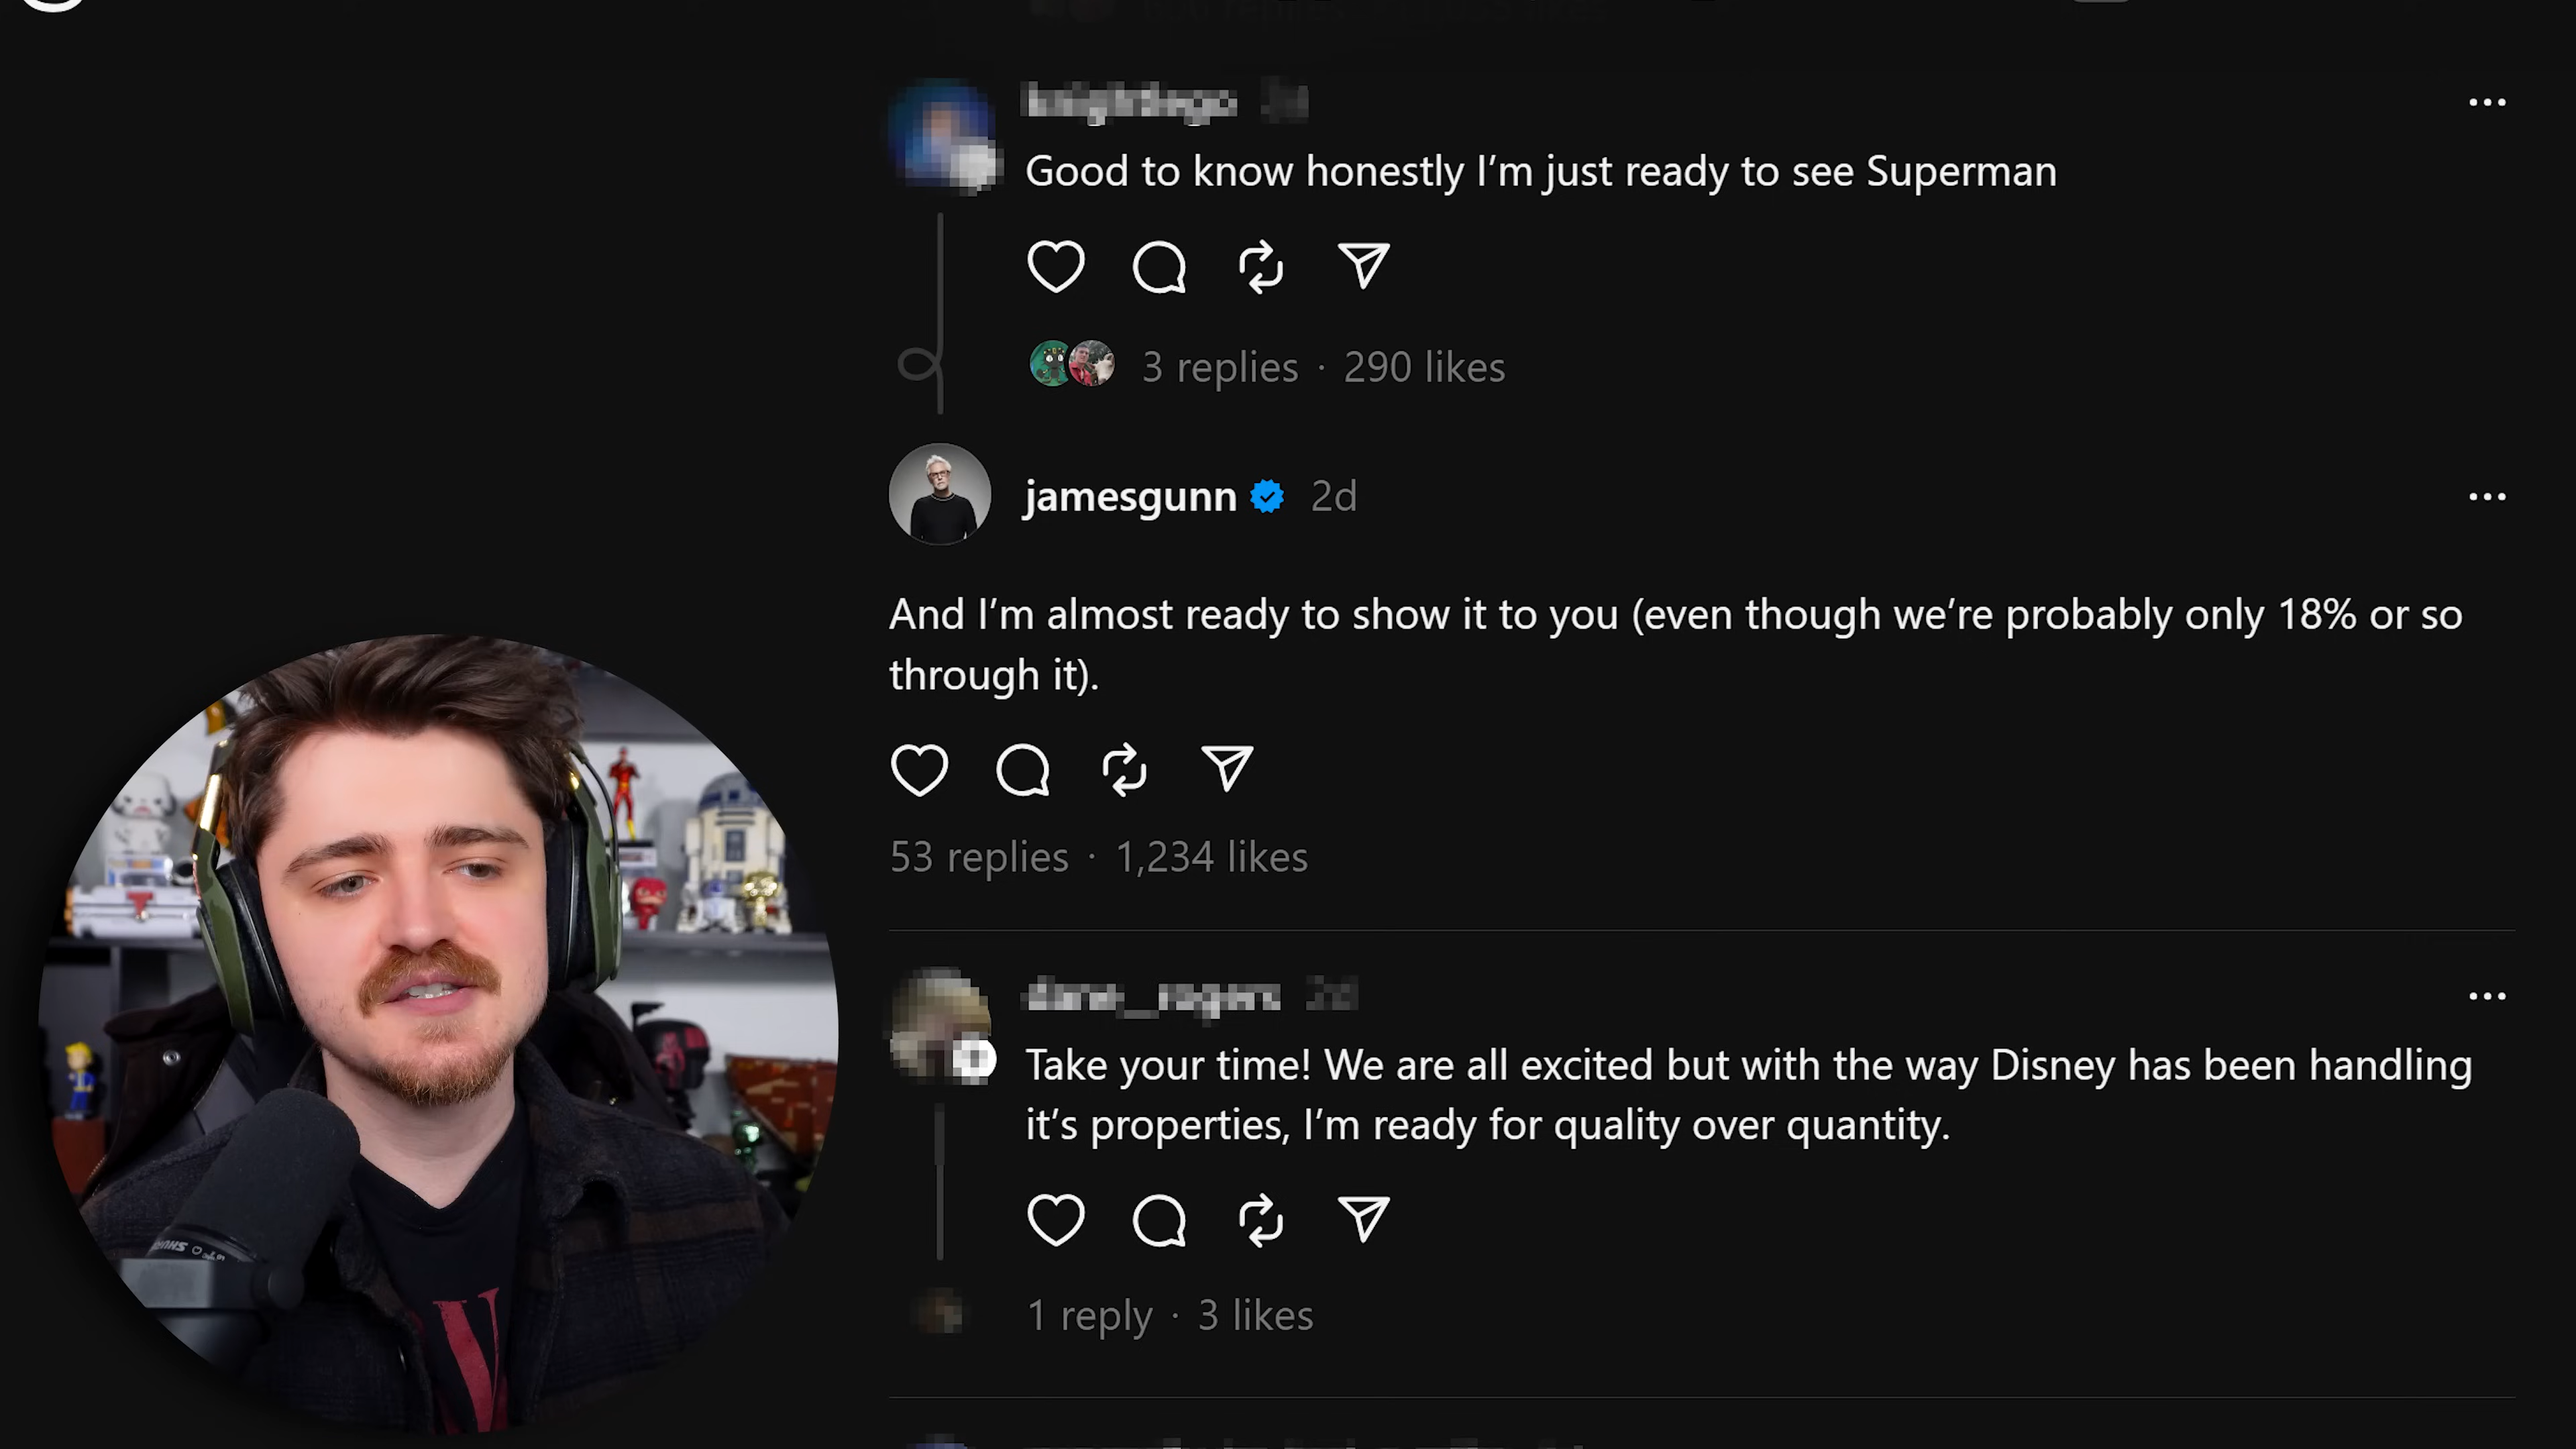 Good to know honestly I’m just ready to see Superman
3 replies · 290 likes
jamesgunn 2d
And I’m almost ready to show it to you (even though we’re probably only 18% or so
through it).
53 replies · 1,234 likes
Take your time! We are all excited but with the way Disney has been handling
it’s properties, I’m ready for quality over quantity.
1 reply · 3 likes
SHURE